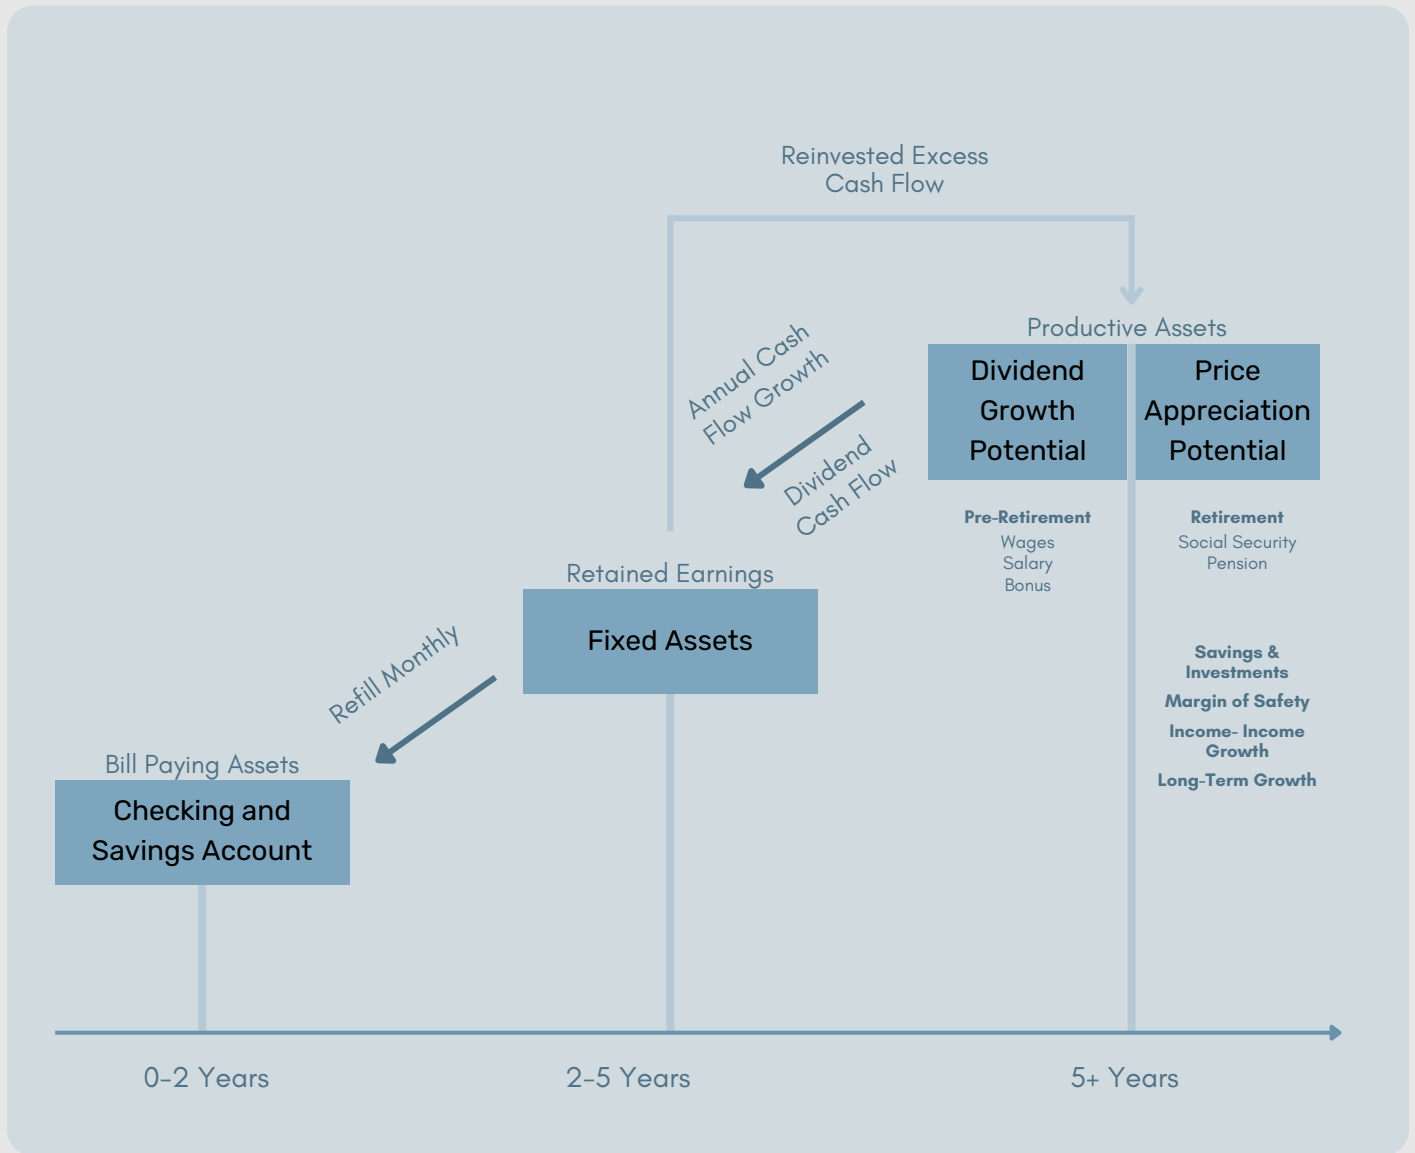 Reinvested Excess
Cash Flow
Annual Cash
Flow Growth
Dividend
Cash Flow
Productive Assets
Dividend
Growth
Potential
Price
Appreciation
Potential
Pre-Retirement
Wages
Salary
Bonus
Retirement
Social Security
Pension
Savings &
Investments
Margin of Safety
Income- Income
Growth
Long-Term Growth
Retained Earnings
Fixed Assets
Refill Monthly
Bill Paying Assets
Checking and
Savings Account
0-2 Years
2-5 Years
5+ Years